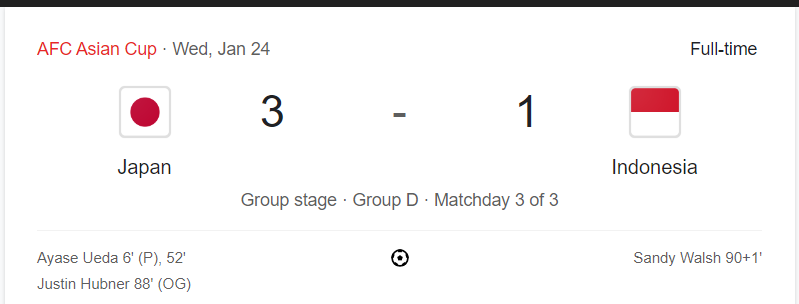 AFC Asian Cup · Wed, Jan 24 Full-time
3 - 1
Japan Indonesia
Group stage · Group D · Matchday 3 of 3
Ayase Ueda 6' (P), 52' Sandy Walsh 90+1'
Justin Hubner 88' (OG)